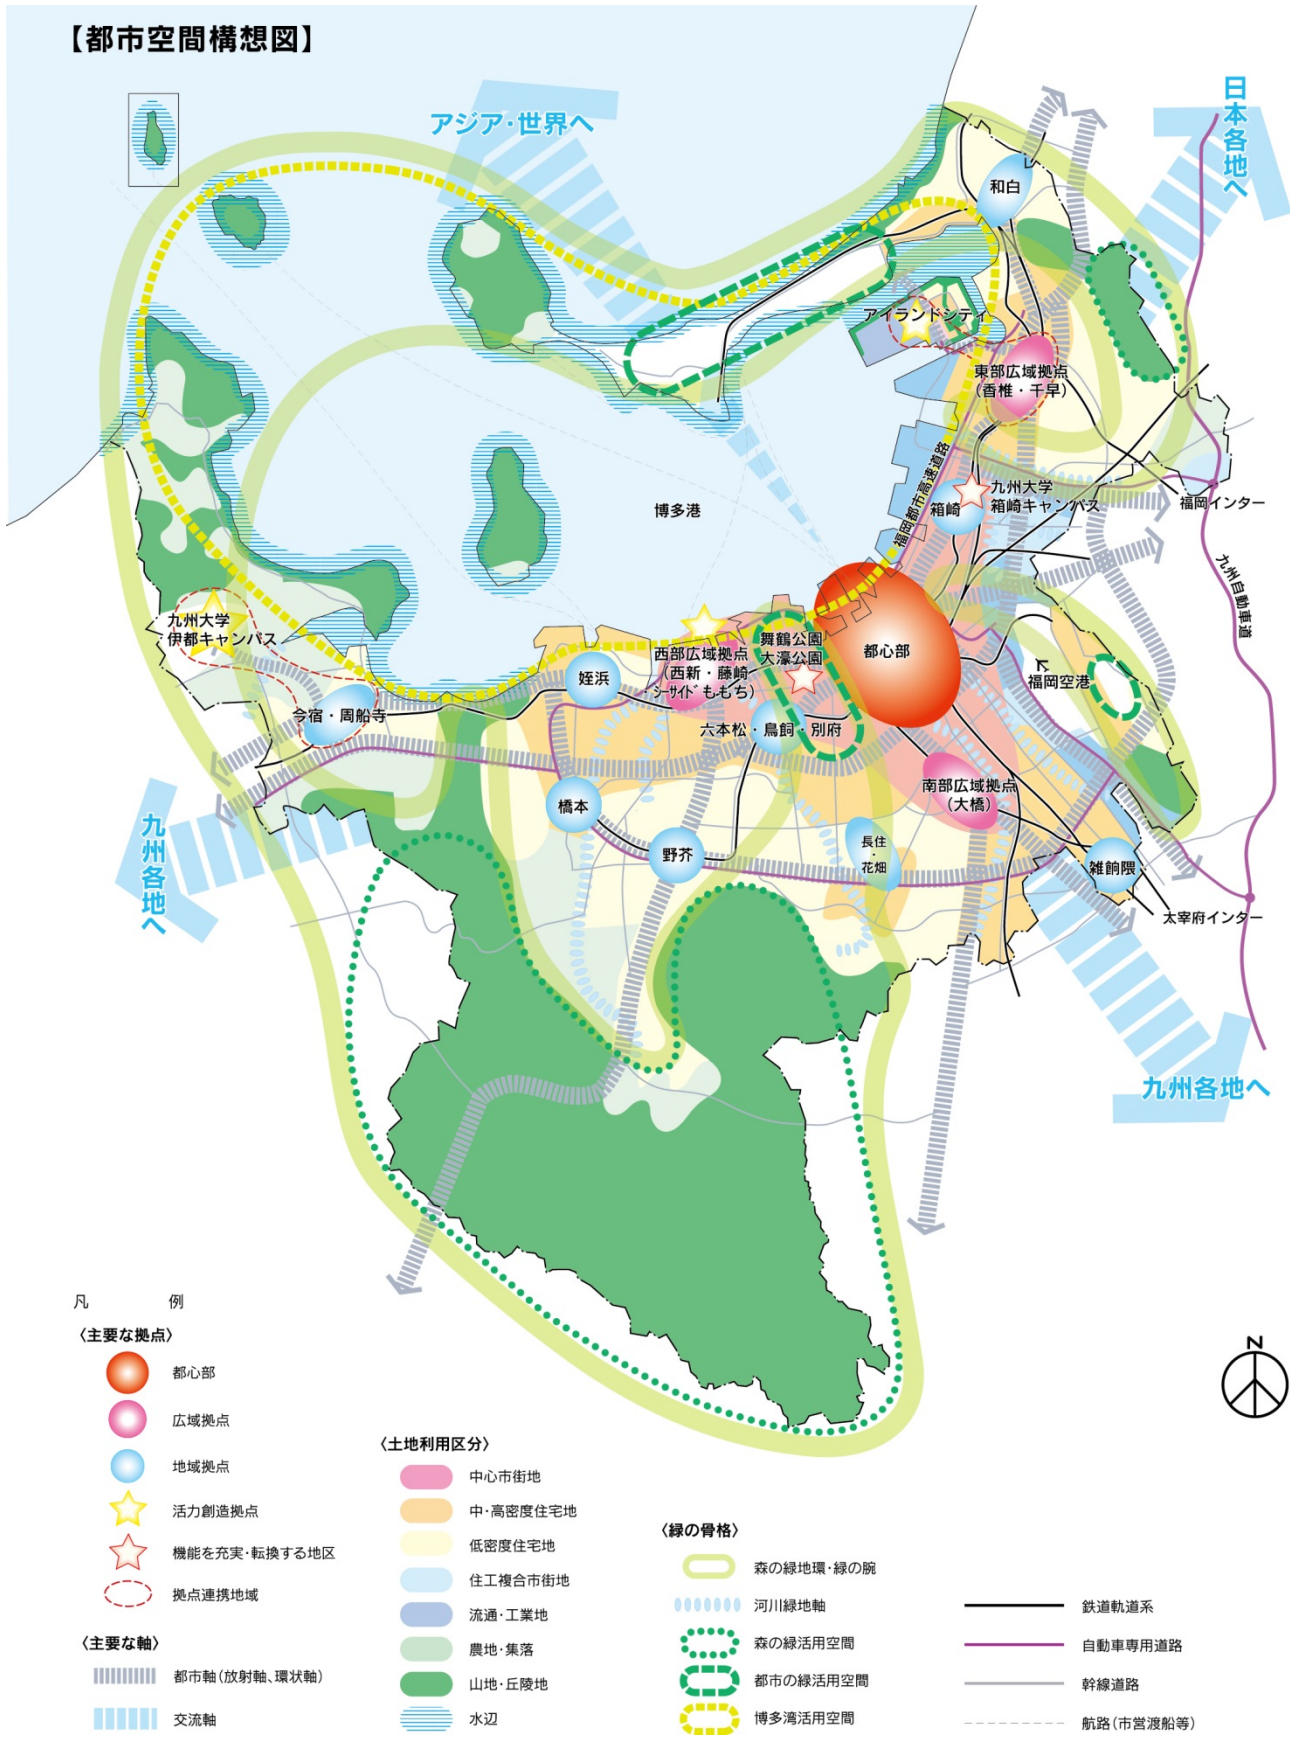 【都市空間構想図】
アジア・世界へ
日本各地へ
和白
アイランドシティ
東部広域拠点
(香椎・千早)
福岡都市高速道路
九州大学
箱崎キャンパス
箱崎
福岡インター
博多港
九州自動車道
九州大学
伊都キャンパス
西部広域拠点
(西新・藤崎
シーサイドももち)
舞鶴公園
大濠公園
都心部
福岡空港
姪浜
今宿・周船寺
六本松・鳥飼・別府
南部広域拠点
(大橋)
橋本
野芥
長住
・
花畑
雑餉隈
太宰府インター
九州各地へ
九州各地へ
凡 例
〈主要な拠点〉
都心部
広域拠点
地域拠点
活力創造拠点
機能を充実・転換する地区
拠点連携地域
〈主要な軸〉
都市軸(放射軸、環状軸)
交流軸
〈土地利用区分〉
中心市街地
中・高密度住宅地
低密度住宅地
住工複合市街地
流通・工業地
農地・集落
山地・丘陵地
水辺
〈緑の骨格〉
森の緑地環・緑の腕
河川緑地軸
森の緑活用空間
都市の緑活用空間
博多湾活用空間
鉄道軌道系
自動車専用道路
幹線道路
航路(市営渡船等)
N